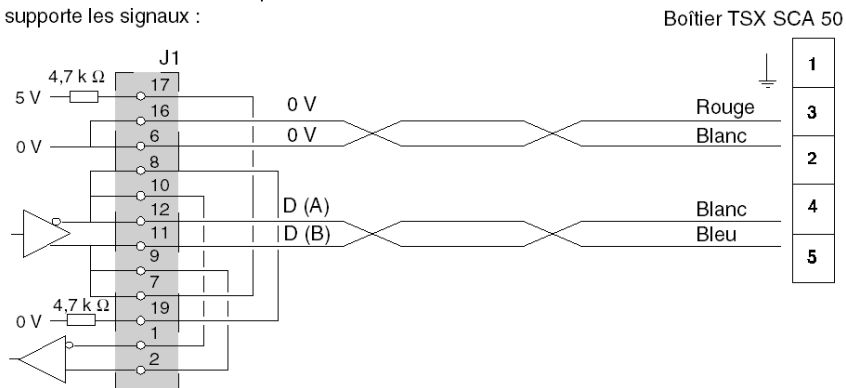 supporte les signaux :
Boîtier TSX SCA 50
J1
1
4,7 k Ω
17
5 V
16
0 V
Rouge
3
0 V
6
0 V
Blanc
2
8
10
12
D (A)
Blanc
4
11
D (B)
Bleu
5
9
7
4,7 k Ω
19
0 V
1
2